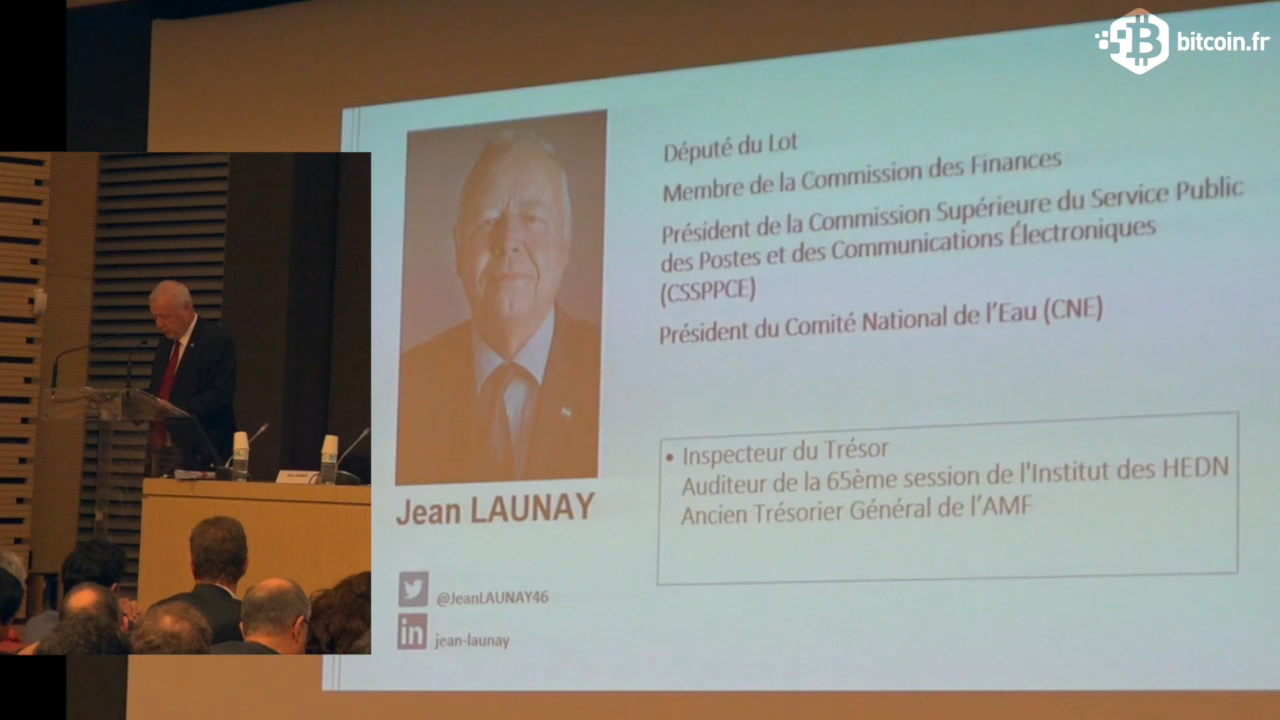 bitcoin.fr
Député du Lot
Membre de la Commission des Finances
Président de la Commission Supérieure du Service Public
des Postes et des Communications Électroniques
(CSSPPCE)
Président du Comité National de l'Eau (CNE)
• Inspecteur du Trésor
Auditeur de la 65ème session de l'Institut des HEDN
Ancien Trésorier Général de l'AMF
Jean LAUNAY
@JeanLAUNAY46
in jean-launay